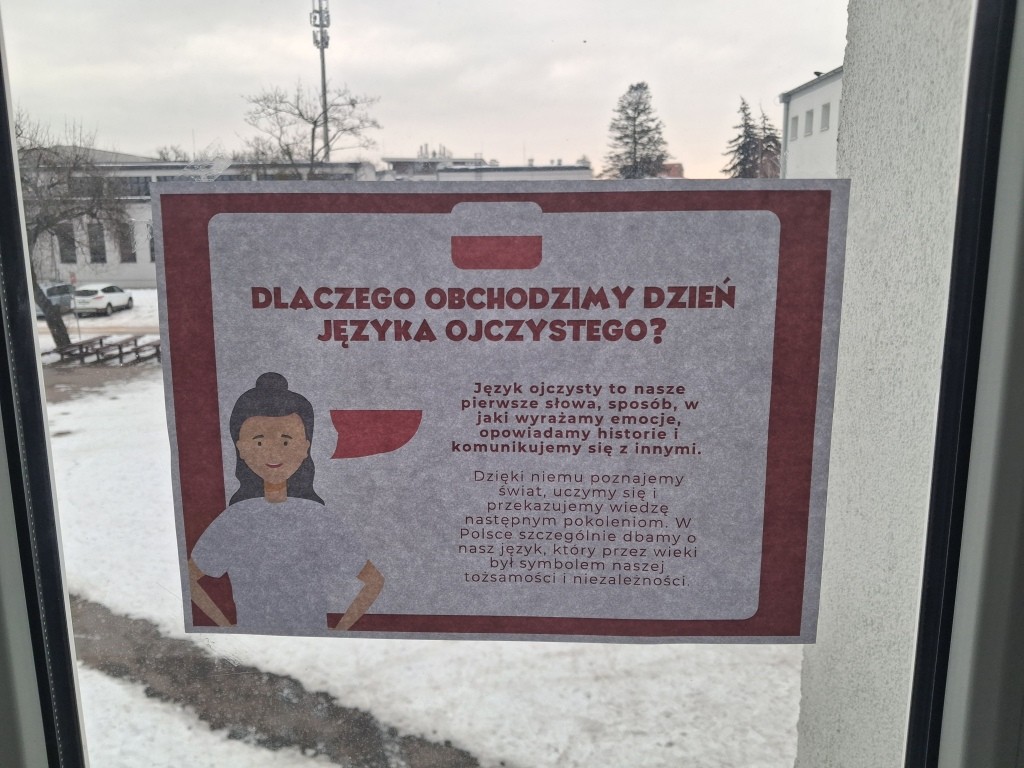 DLACZEGO OBCHODZIMY DZIEŃ
JĘZYKA OJCZYSTEGO?
Język ojczysty to nasze
pierwsze słowa, sposób, w
jaki wyrażamy emocje,
opowiadamy historie i
komunikujemy się z innymi.
Dzięki niemu poznajemy
świat, uczymy się i
przekazujemy wiedzę
następnym pokoleniom. W
Polsce szczególnie dbamy o
nasz język, który przez wieki
był symbolem naszej
tożsamości i niezależności.